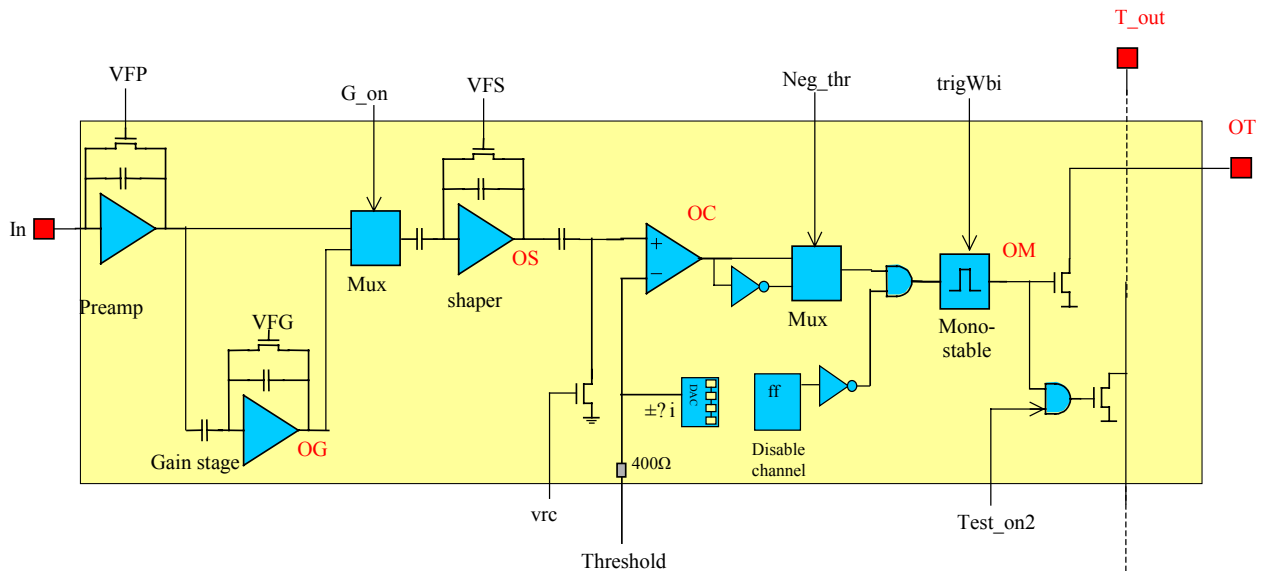 T_out
VFP
G_on
VFS
Neg_thr
trigWbi
OT
In
Preamp
Mux
OS
shaper
OC
+
−
Mux
OM
Mono-
stable
VFG
Gain stage
OG
±? i
DAC
ff
Disable
channel
400Ω
vrc
Threshold
Test_on2